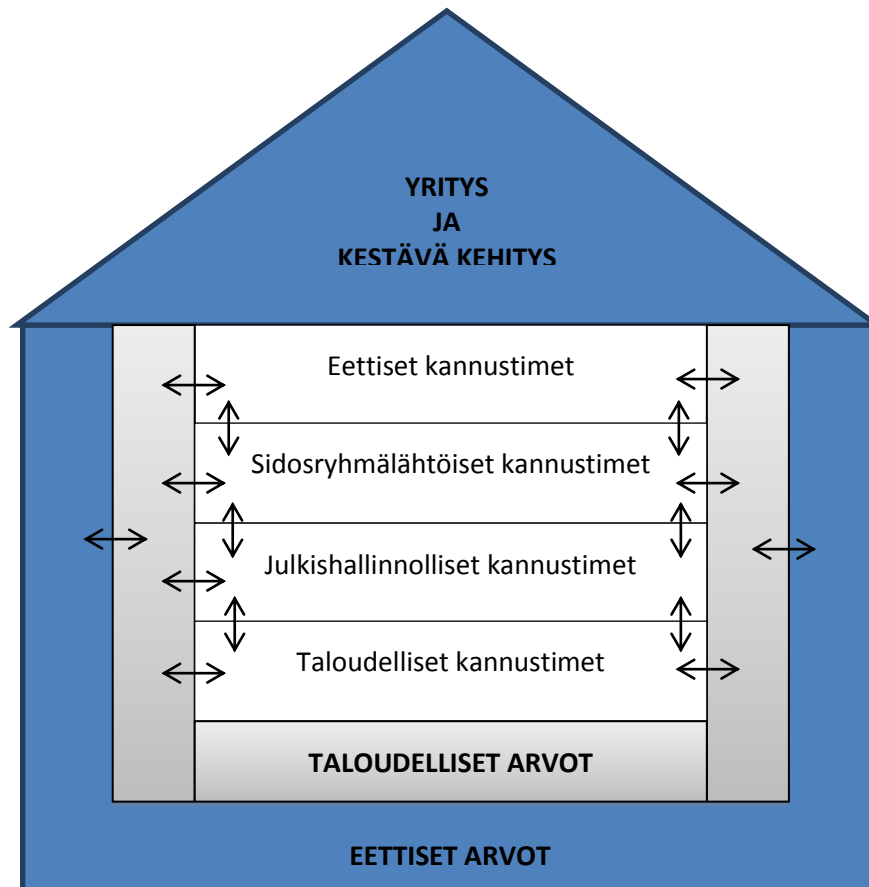 YRITYS
JA
KESTÄVÄ KEHITYS
Eettiset kannustimet
Sidosryhmälähtöiset kannustimet
Julkishallinnolliset kannustimet
Taloudelliset kannustimet
TALOUDELLISET ARVOT
EETTISET ARVOT